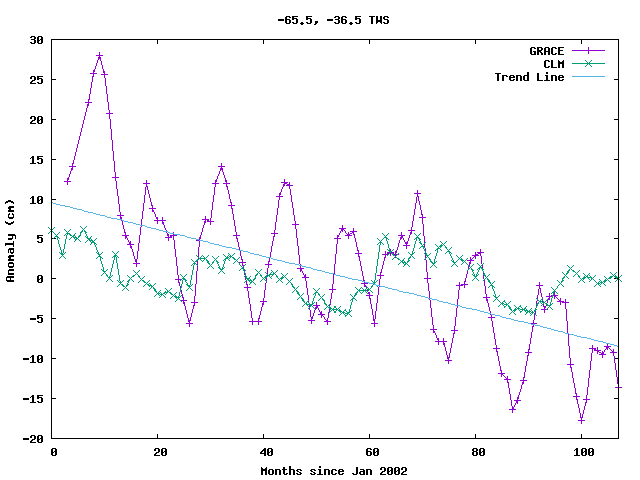 -65.5, -36.5 TWS
GRACE
CLM
Trend Line
30
25
20
15
10
5
0
-5
-10
-15
-20
Anomaly (cm)
0 20 40 60 80 100
Months since Jan 2002